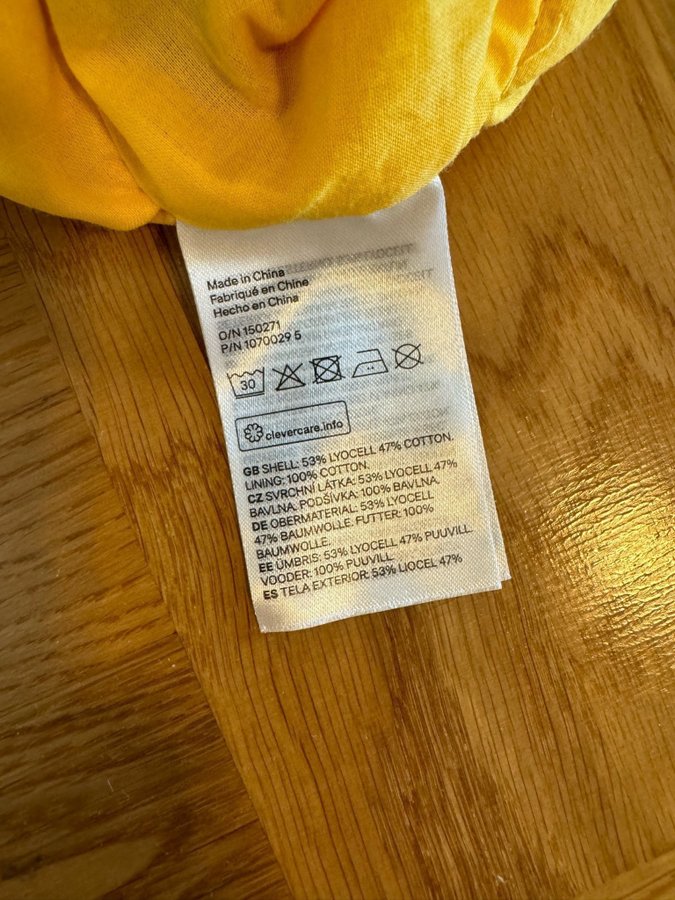 Made in China
Fabriqué en Chine
Hecho en China
O/N 150271
P/N 1070029 5
30
clevercare.info
GB SHELL: 53% LYOCELL 47% COTTON.
LINING: 100% COTTON.
CZ SVRCHNÍ LÁTKA: 53% LYOCELL 47%
BAVLNA. PODŠÍVKA: 100% BAVLNA.
DE OBERMATERIAL: 53% LYOCELL
47% BAUMWOLLE. FUTTER: 100%
BAUMWOLLE.
EE ÜMBRIS: 53% LYOCELL 47% PUUVILL.
VOODER: 100% PUUVILL.
ES TELA EXTERIOR: 53% LIOCEL 47%